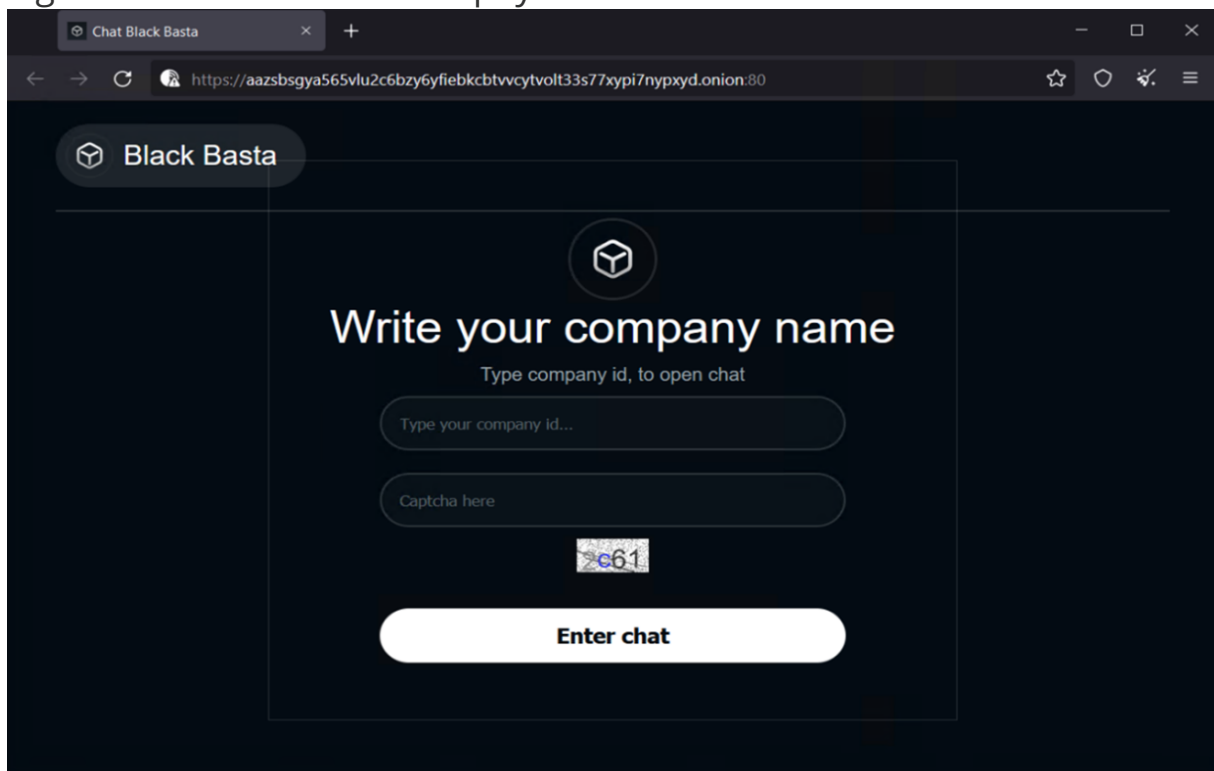 Chat Black Basta
https://aazsbsgya565vlu2c6bzy6yfiebkcbtvvcytvolt33s77xypi7nypxyd.onion:80
Black Basta
Write your company name
Type company id, to open chat
Type your company id...
Captcha here
2c61
Enter chat